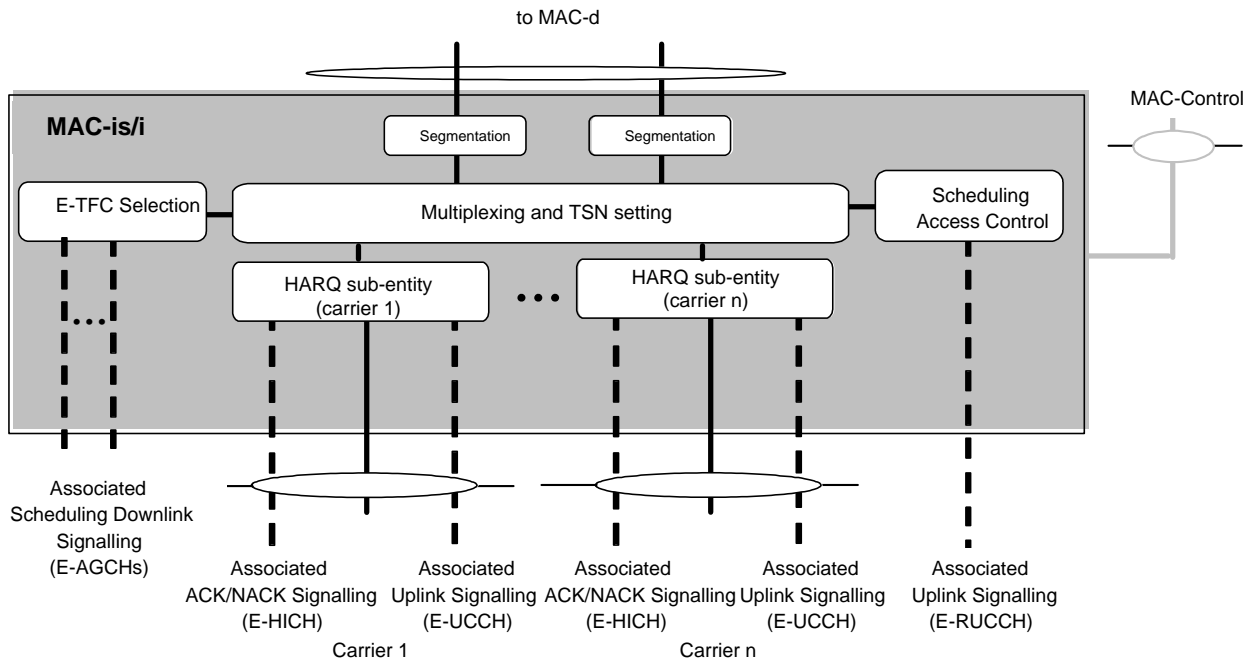 to MAC-d
MAC-Control
MAC-is/i
Segmentation
Segmentation
E-TFC Selection
Multiplexing and TSN setting
Scheduling
Access Control
HARQ sub-entity
(carrier 1)
HARQ sub-entity
(carrier n)
Associated
Scheduling Downlink
Signalling
(E-AGCHs)
Associated
ACK/NACK Signalling
(E-HICH)
Associated
Uplink Signalling
(E-UCCH)
Associated
ACK/NACK Signalling
(E-HICH)
Associated
Uplink Signalling
(E-UCCH)
Associated
Uplink Signalling
(E-RUCCH)
Carrier 1
Carrier n